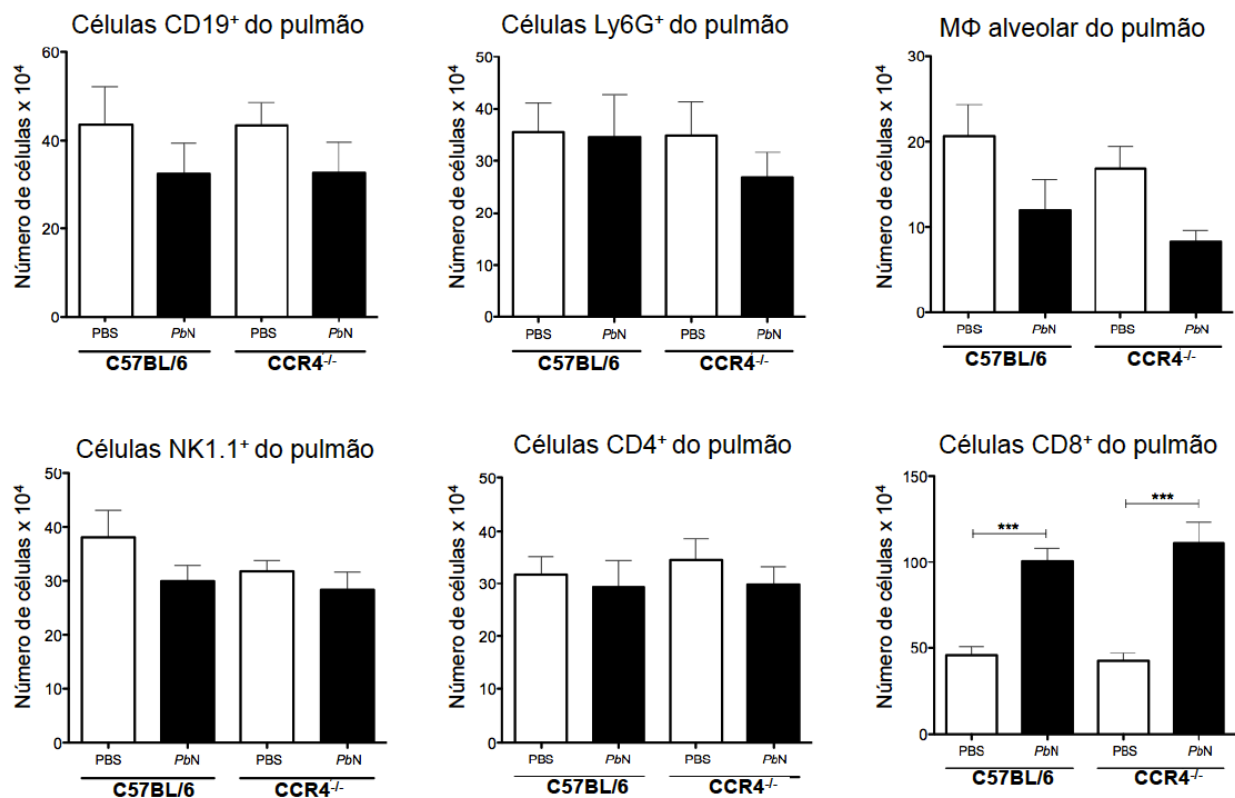 Células CD19⁺ do pulmão
Número de células x 10⁴
60
40
20
0
PBS PbN PBS PbN
C57BL/6 CCR4⁻/⁻
Células Ly6G⁺ do pulmão
Número de células x 10⁴
50
40
30
20
10
0
PBS PbN PBS PbN
C57BL/6 CCR4⁻/⁻
MΦ alveolar do pulmão
Número de células x 10⁴
30
20
10
0
PBS PbN PBS PbN
C57BL/6 CCR4⁻/⁻
Células NK1.1⁺ do pulmão
Número de células x 10⁴
50
40
30
20
10
0
PBS PbN PBS PbN
C57BL/6 CCR4⁻/⁻
Células CD4⁺ do pulmão
Número de células x 10⁴
50
40
30
20
10
0
PBS PbN PBS PbN
C57BL/6 CCR4⁻/⁻
Células CD8⁺ do pulmão
Número de células x 10⁴
150
100
50
0
*** ***
PBS PbN PBS PbN
C57BL/6 CCR4⁻/⁻